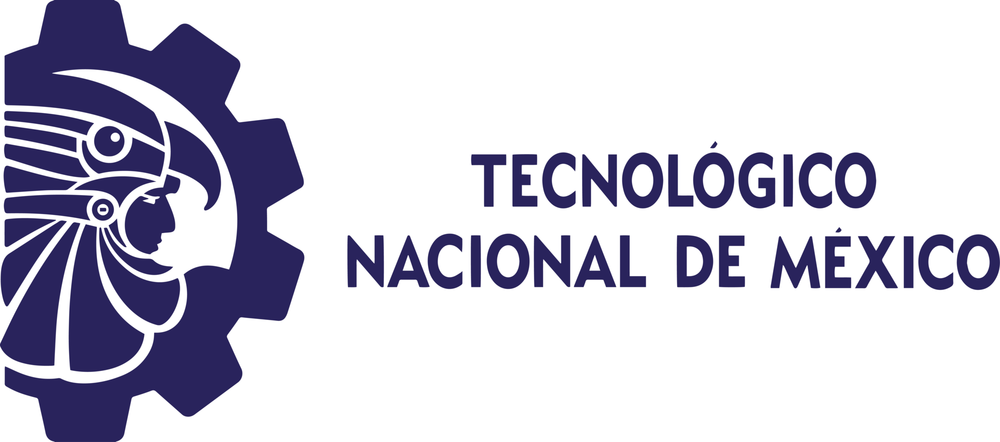 TECNOLÓGICO
NACIONAL DE MÉXICO